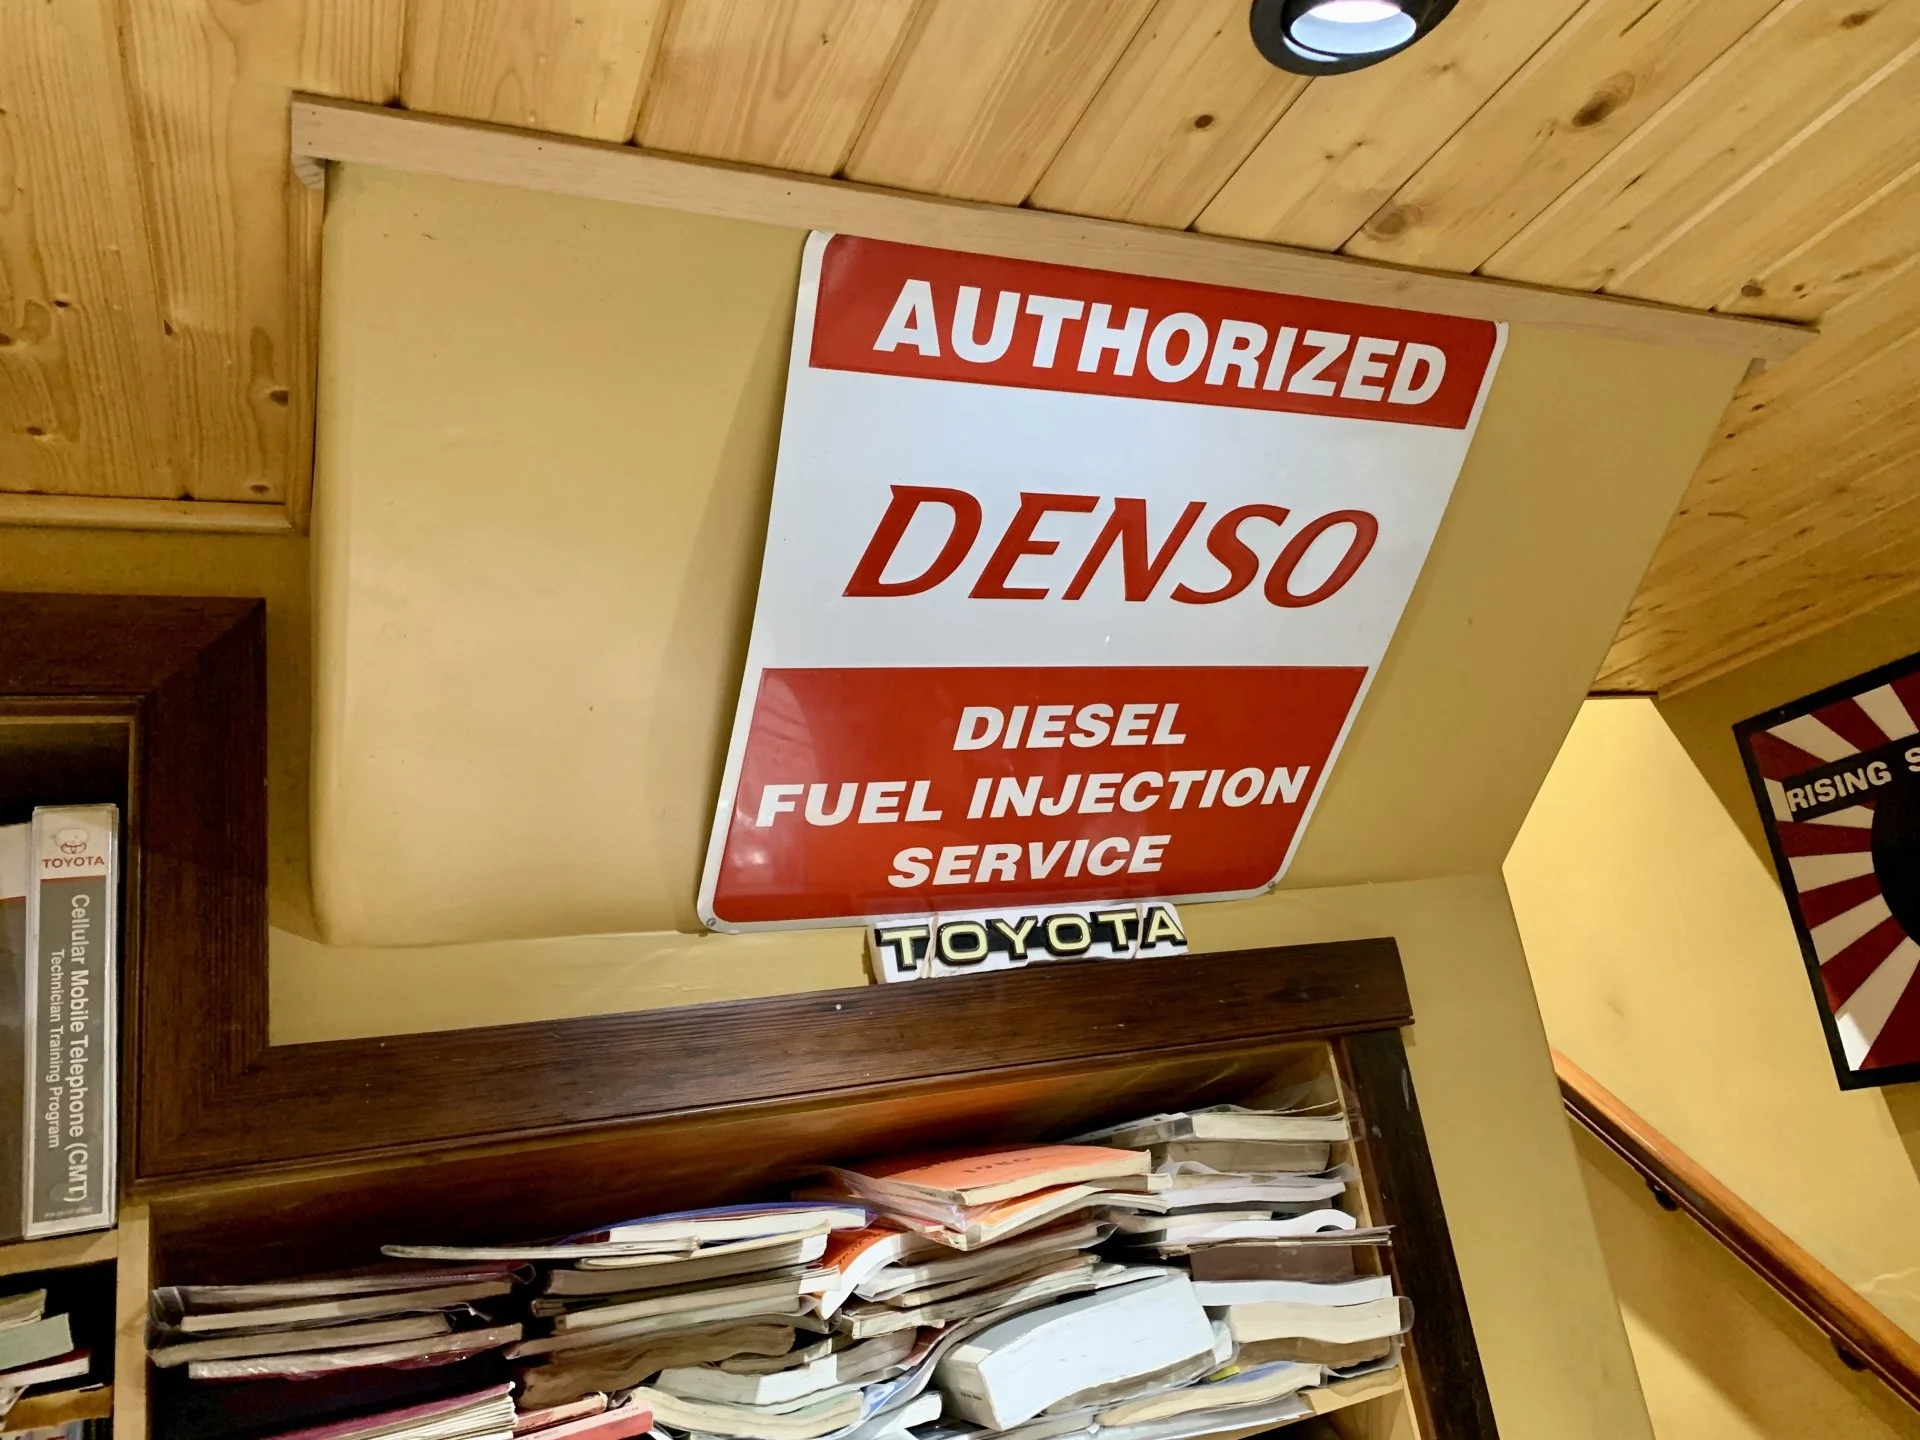 AUTHORIZED
DENSO
DIESEL
FUEL INJECTION
SERVICE
TOYOTA
RISING
TOYOTA
Cellular Mobile Telephone (CMT)
Technician Training Program